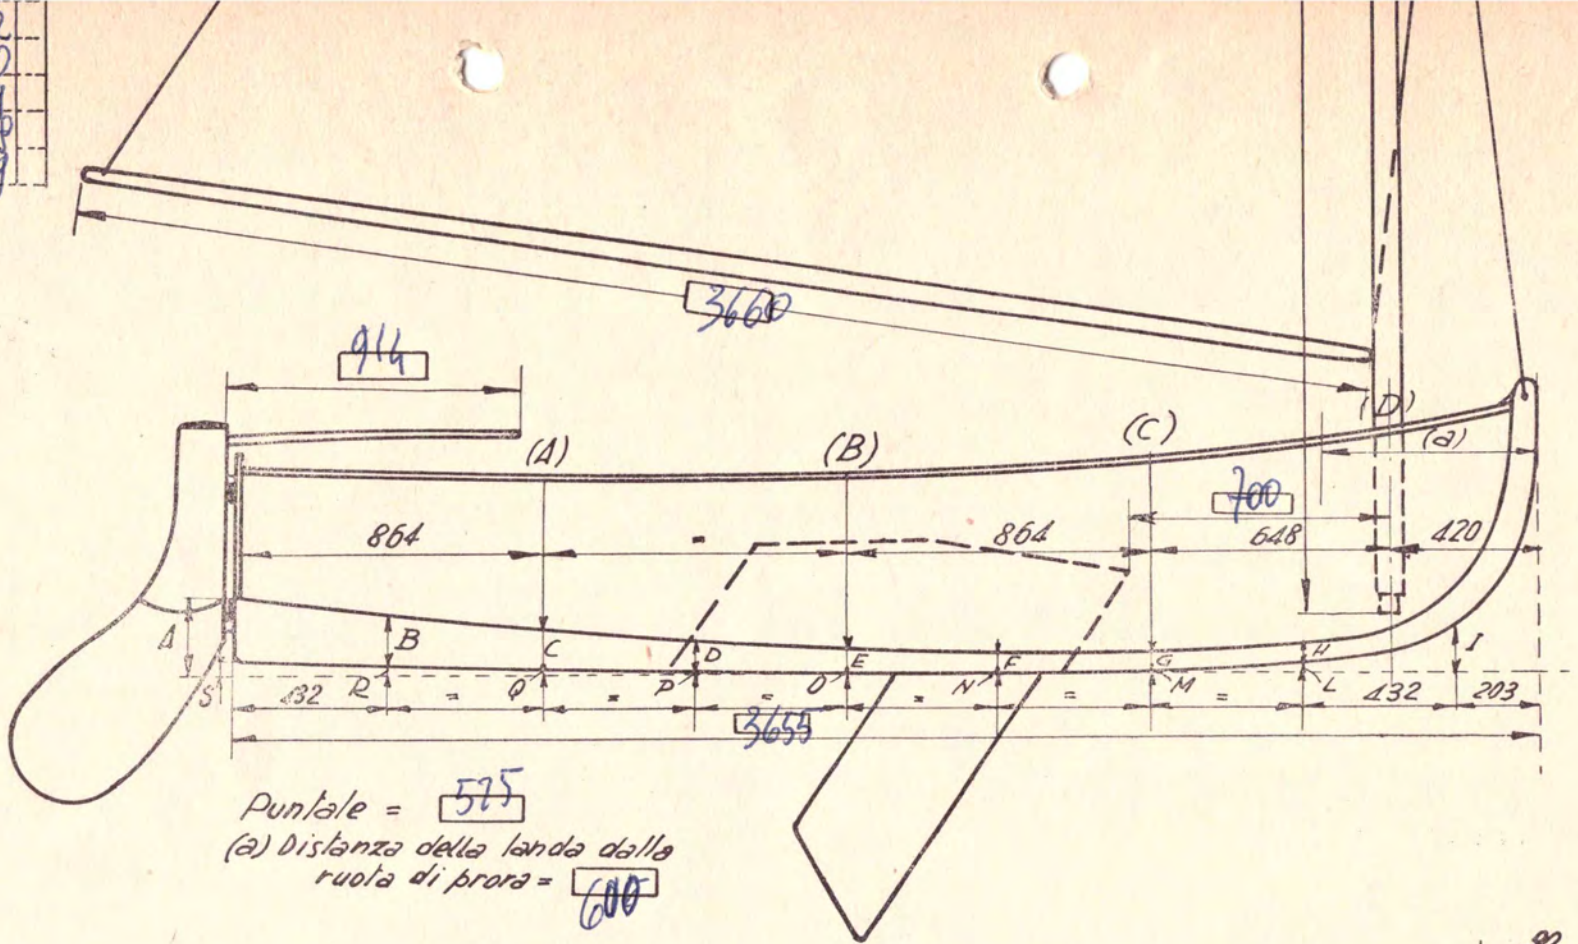 3660
914
(A)
(B)
(C)
(D)
(a)
700
864
-
864
648
420
A
B
C
D
E
F
G
H
I
S
R
Q
P
O
N
M
L
432
=
=
=
=
=
=
=
432
203
3655
Puntale = 575
(a) Distanza della landa dalla
ruota di prora = 600